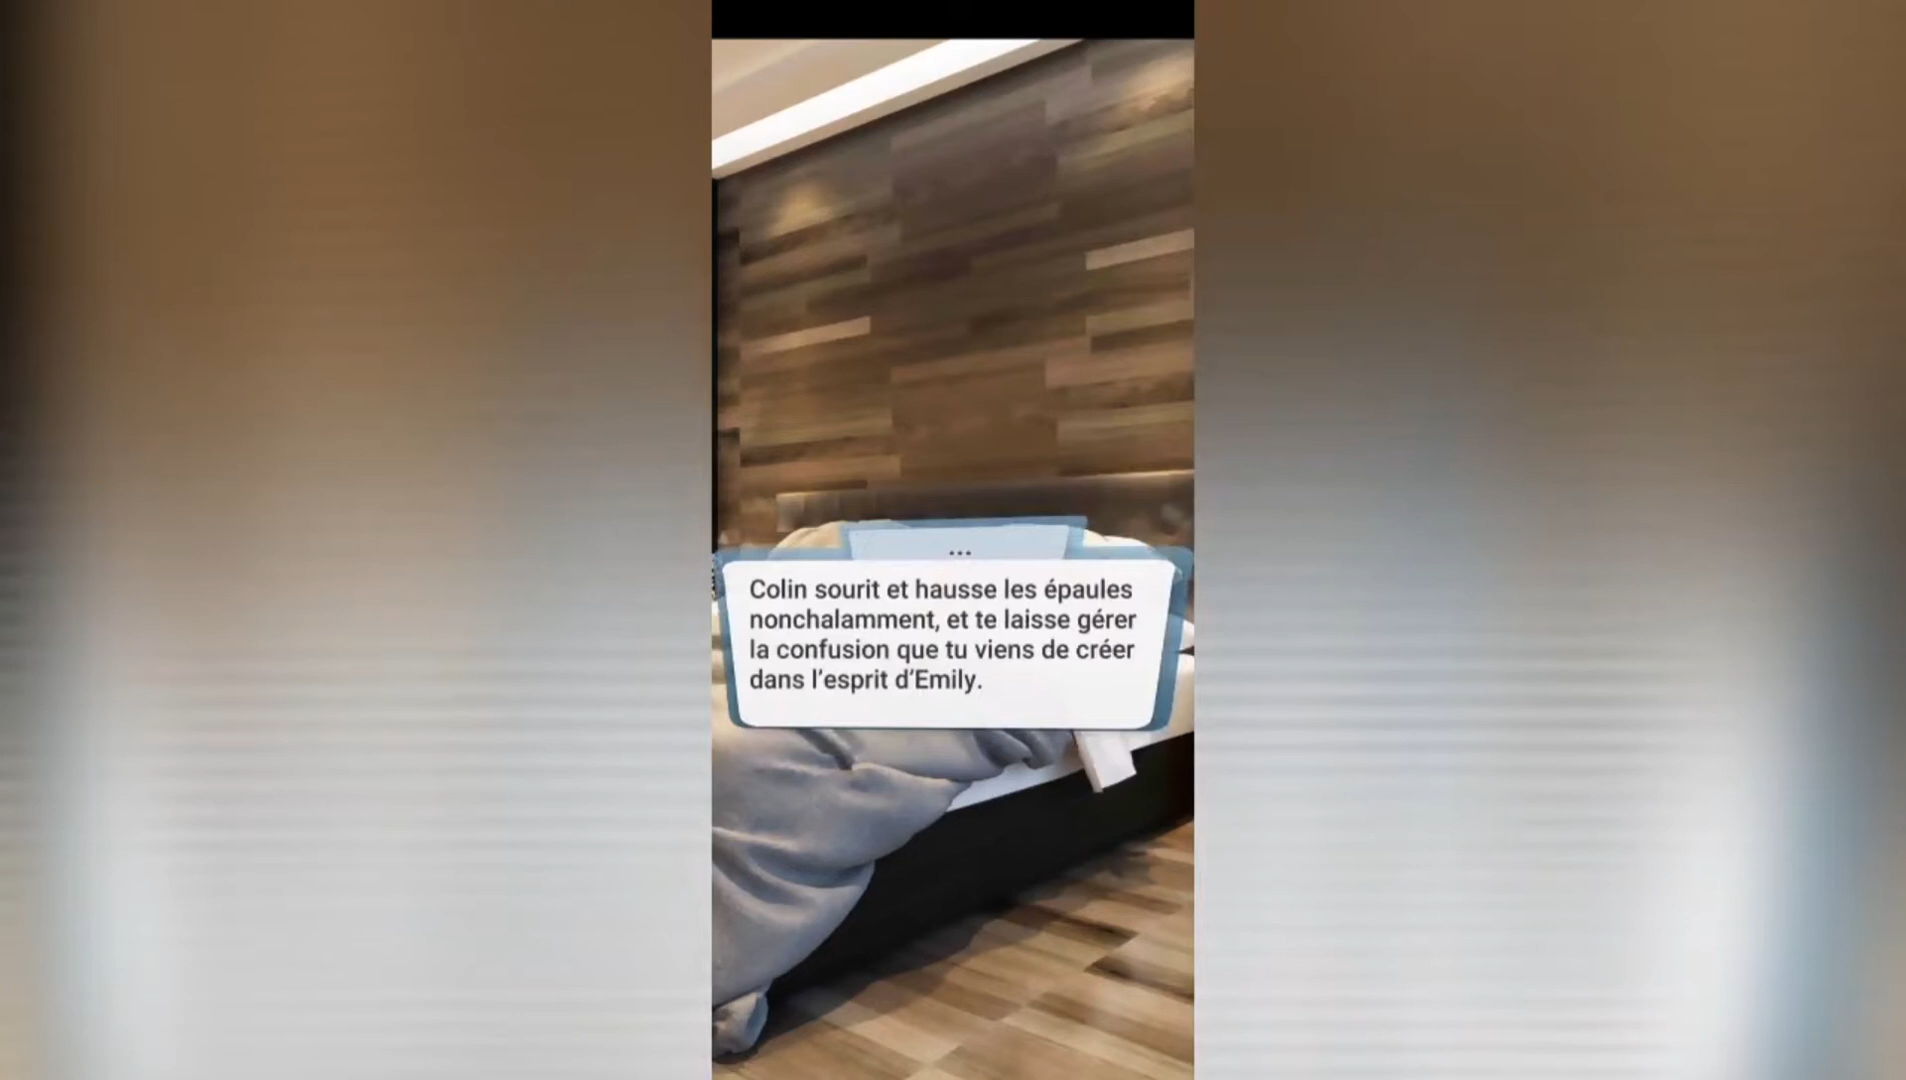 ...
Colin sourit et hausse les épaules
nonchalamment, et te laisse gérer
la confusion que tu viens de créer
dans l’esprit d’Emily.